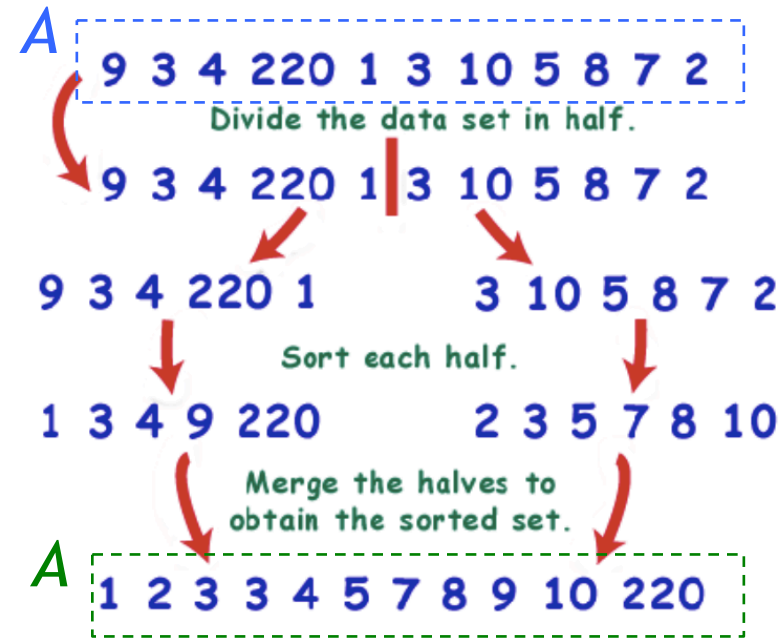 A
9 3 4 220 1 3 10 5 8 7 2
Divide the data set in half.
9 3 4 220 1 3 10 5 8 7 2
9 3 4 220 1 3 10 5 8 7 2
Sort each half.
1 3 4 9 220 2 3 5 7 8 10
Merge the halves to
obtain the sorted set.
A
1 2 3 3 4 5 7 8 9 10 220